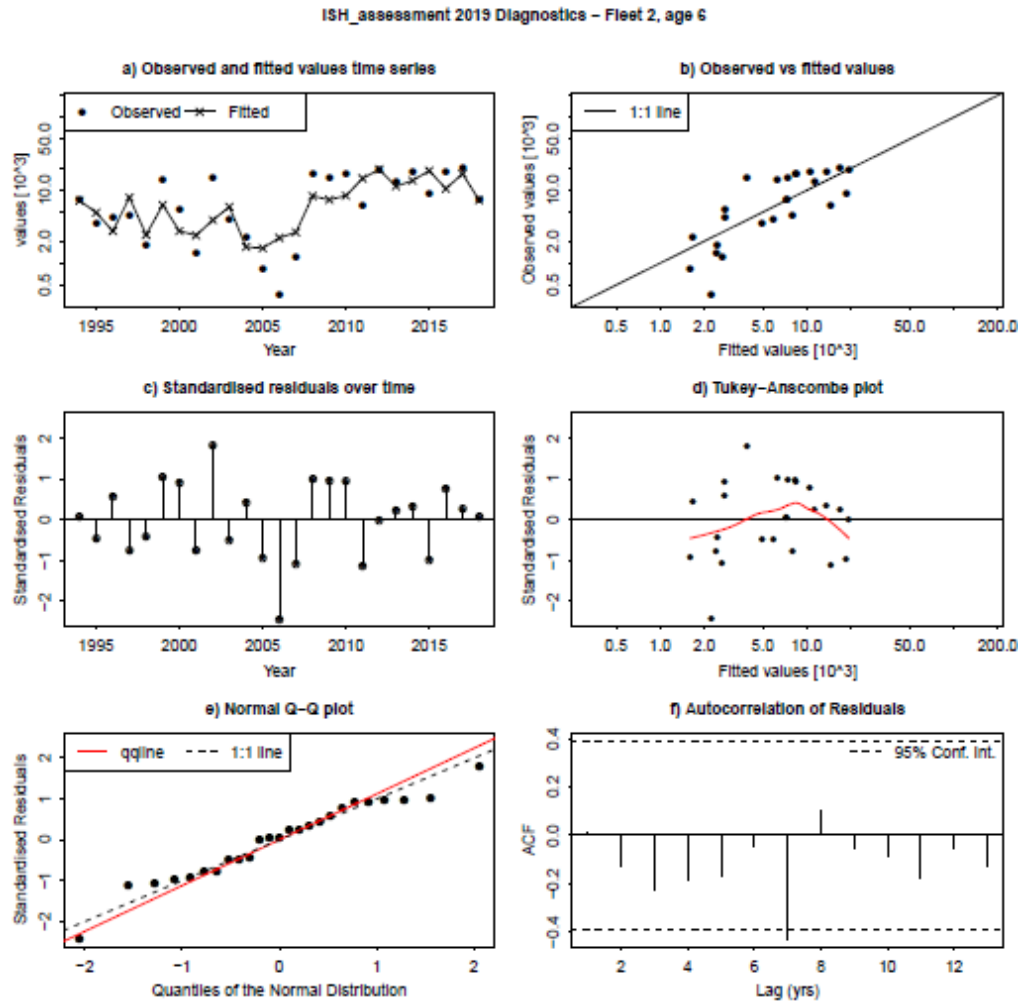 ISH_assessment 2019 Diagnostics – Fleet 2, age 6
a) Observed and fitted values time series
Observed Fitted
values [10^3]
0.5 2.0 10.0 50.0
1995 2000 2005 2010 2015
Year
b) Observed vs fitted values
1:1 line
Observed values [10^3]
0.5 2.0 10.0 50.0
0.5 1.0 2.0 5.0 10.0 50.0 200.0
Fitted values [10^3]
c) Standardised residuals over time
Standardised Residuals
−2 −1 0 1 2
1995 2000 2005 2010 2015
Year
d) Tukey−Anscombe plot
Standardised Residuals
−2 −1 0 1 2
0.5 1.0 2.0 5.0 10.0 50.0 200.0
Fitted values [10^3]
e) Normal Q−Q plot
qqline 1:1 line
Standardised Residuals
−2 −1 0 1 2
−2 −1 0 1 2
Quantiles of the Normal Distribution
f) Autocorrelation of Residuals
95% Conf. Int.
ACF
−0.4 −0.2 0.0 0.2 0.4
2 4 6 8 10 12
Lag (yrs)